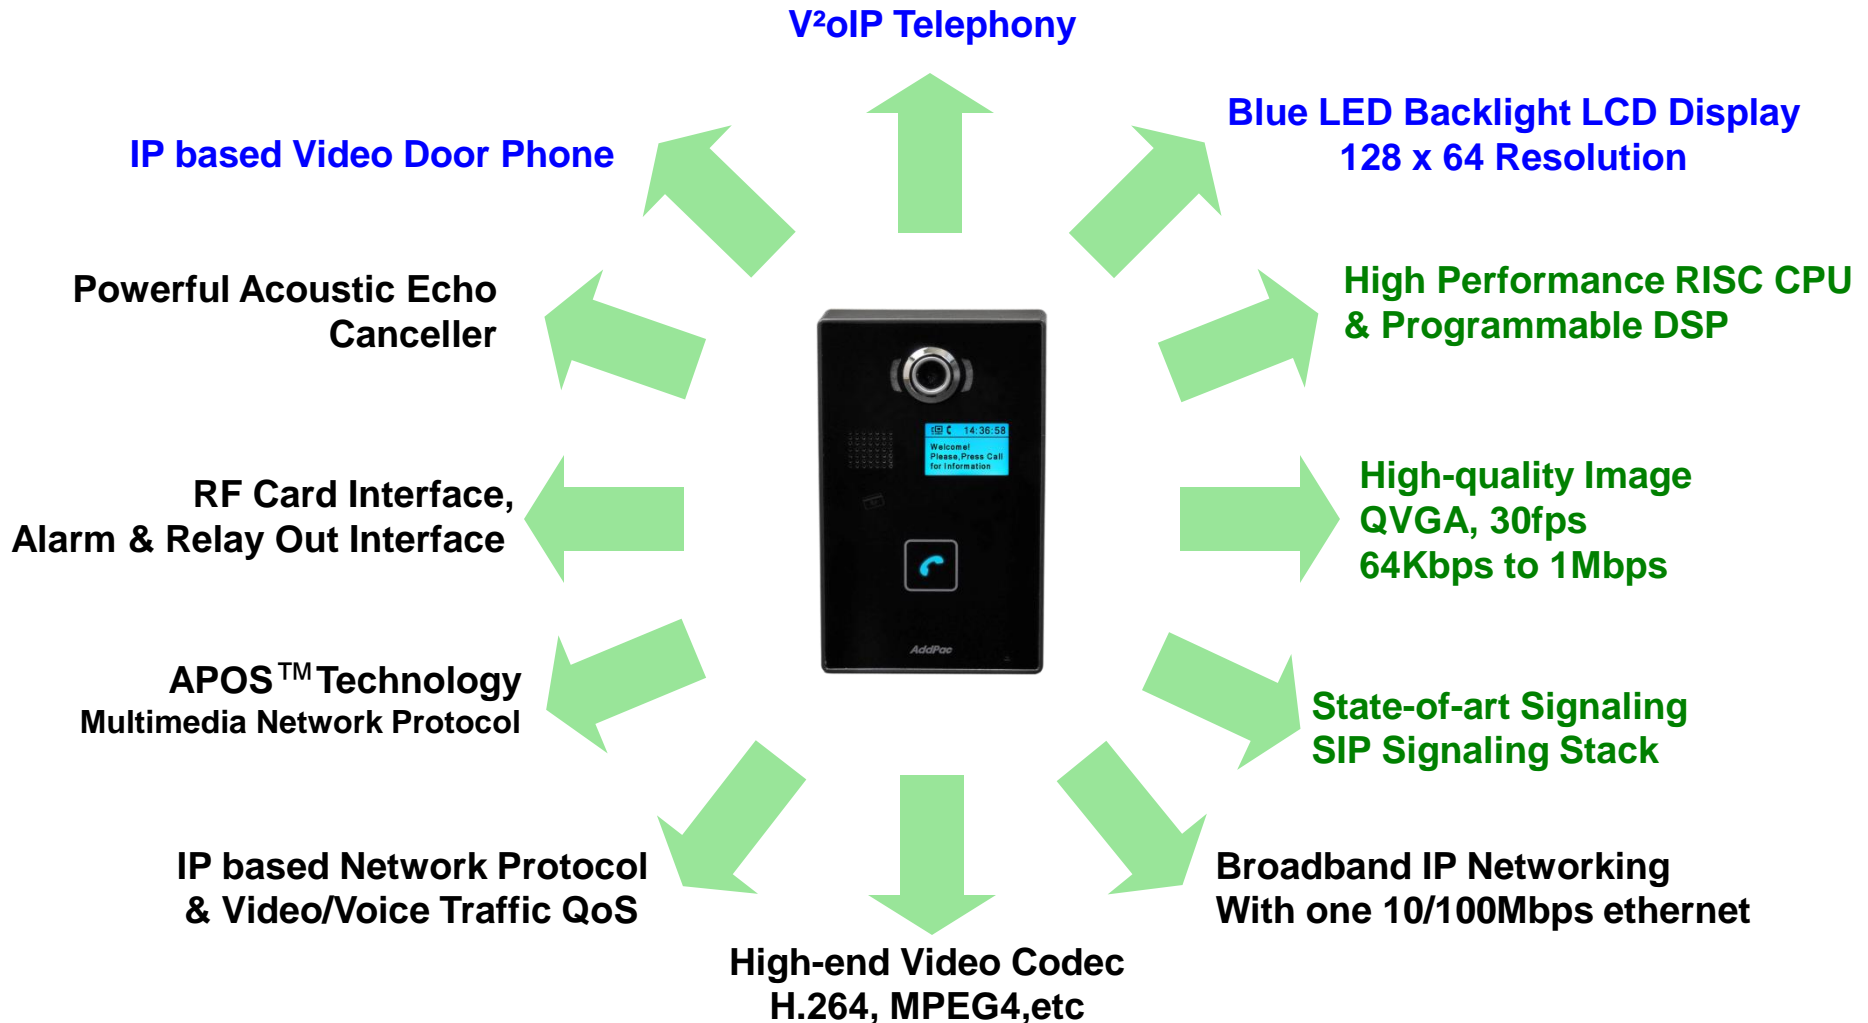 V²oIP Telephony
Blue LED Backlight LCD Display
128 x 64 Resolution
IP based Video Door Phone
High Performance RISC CPU
& Programmable DSP
Powerful Acoustic Echo
Canceller
14:36:58
Welcome!
Please,Press Call
for Information
High-quality Image
QVGA, 30fps
64Kbps to 1Mbps
RF Card Interface,
Alarm & Relay Out Interface
AddPac
APOS™Technology
Multimedia Network Protocol
State-of-art Signaling
SIP Signaling Stack
IP based Network Protocol
& Video/Voice Traffic QoS
Broadband IP Networking
With one 10/100Mbps ethernet
High-end Video Codec
H.264, MPEG4,etc